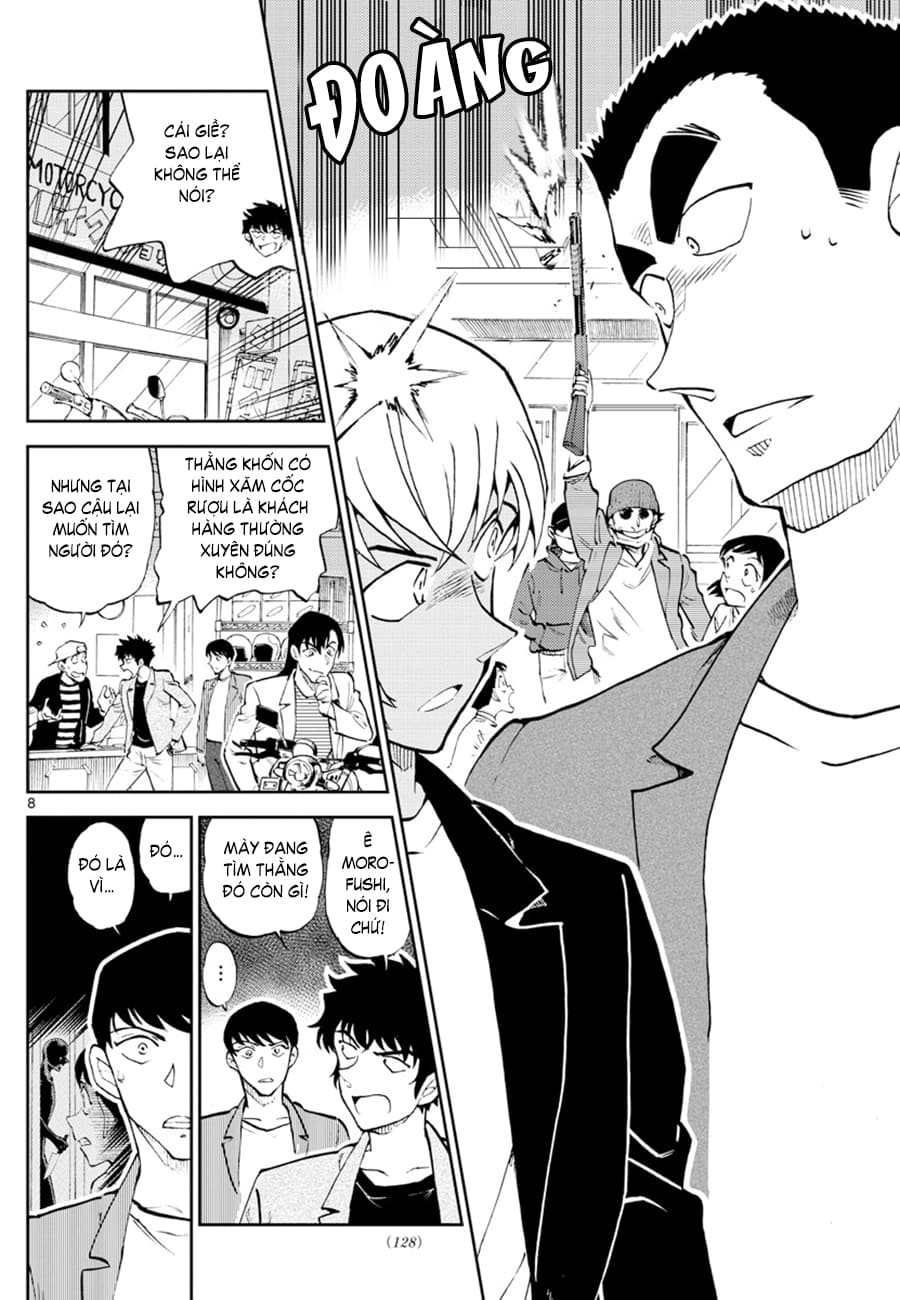 ĐOÀNG
CÁI GIỀ?
SAO LẠI
KHÔNG THỂ
NÓI?
MOTORCYC
THẰNG KHỐN CÓ
HÌNH XĂM CỐC
RƯỢU LÀ KHÁCH
HÀNG THƯỜNG
XUYÊN ĐÚNG
KHÔNG?
NHƯNG TẠI
SAO CẬU LẠI
MUỐN TÌM
NGƯỜI ĐÓ?
8
Ê
MORO-
FUSHI,
NÓI ĐI
CHỨ!
MÀY ĐANG
TÌM THẰNG
ĐÓ CÒN GÌ!
...
ĐÓ...
ĐÓ LÀ
VÌ...
(128)